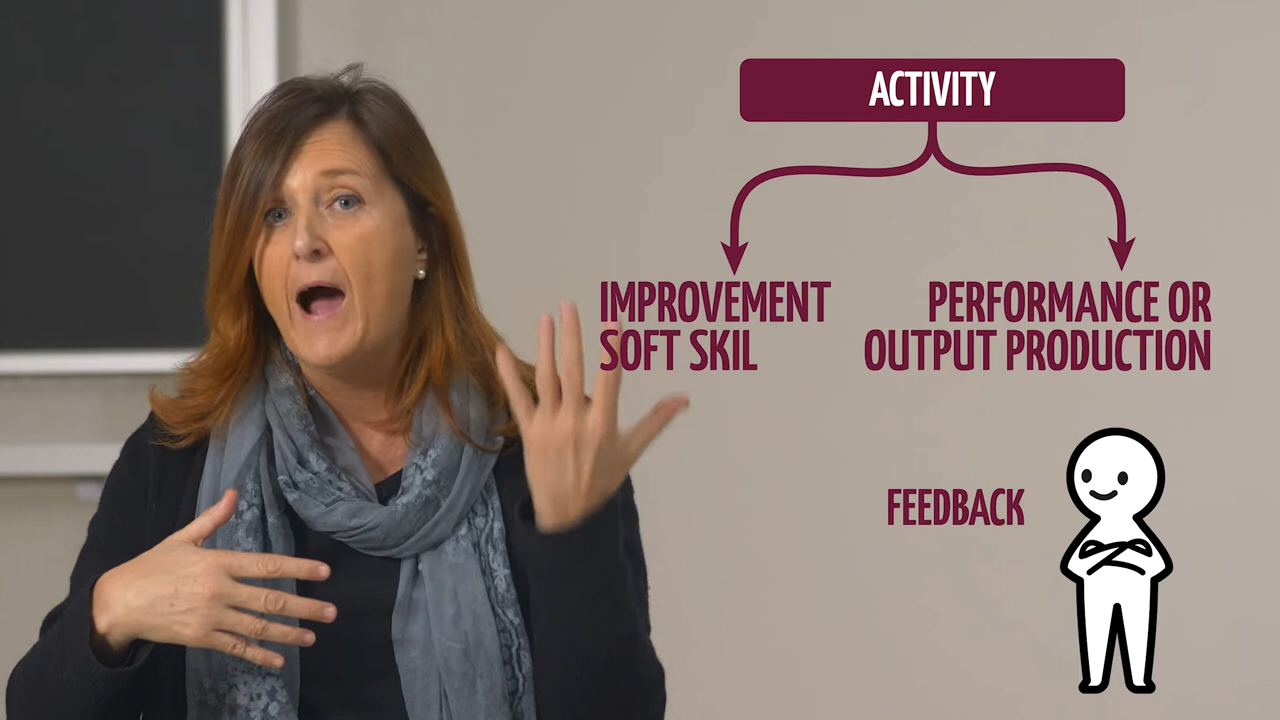 ACTIVITY
IMPROVEMENT
SOFT SKIL
PERFORMANCE OR
OUTPUT PRODUCTION
FEEDBACK